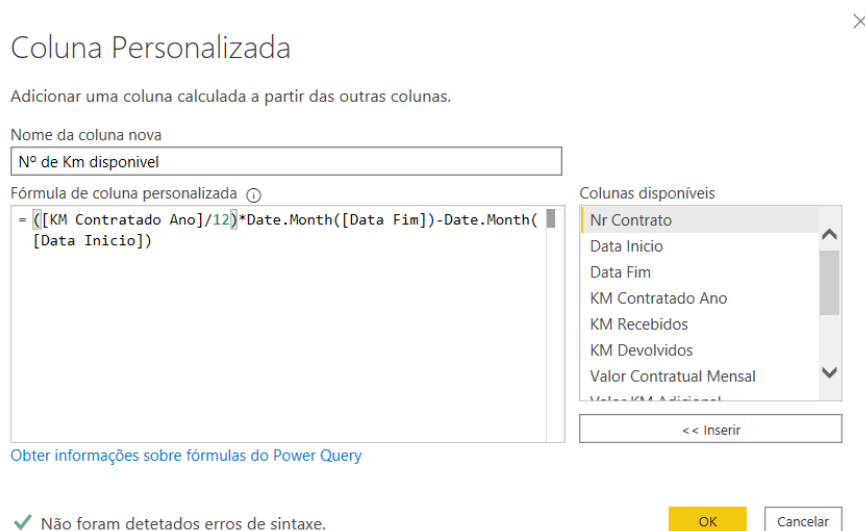 Coluna Personalizada
Adicionar uma coluna calculada a partir das outras colunas.
Nome da coluna nova
Nº de Km disponivel
Fórmula de coluna personalizada
Colunas disponíveis
= ([KM Contratado Ano]/12)*Date.Month([Data Fim])-Date.Month(
[Data Inicio])
Nr Contrato
Data Inicio
Data Fim
KM Contratado Ano
KM Recebidos
KM Devolvidos
Valor Contratual Mensal
Valor KM Adicional
<< Inserir
Obter informações sobre fórmulas do Power Query
Não foram detetados erros de sintaxe.
OK
Cancelar